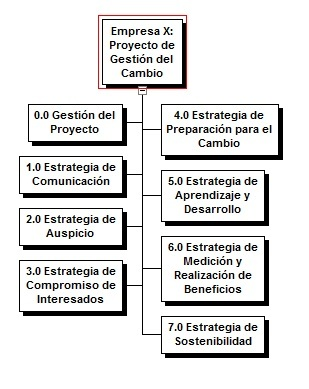 Empresa X:
Proyecto de
Gestión del
Cambio
0.0 Gestión del
Proyecto
1.0 Estrategia de
Comunicación
2.0 Estrategia de
Auspicio
3.0 Estrategia de
Compromiso de
Interesados
4.0 Estrategia de
Preparación para el
Cambio
5.0 Estrategia de
Aprendizaje y
Desarrollo
6.0 Estrategia de
Medición y
Realización de
Beneficios
7.0 Estrategia de
Sostenibilidad